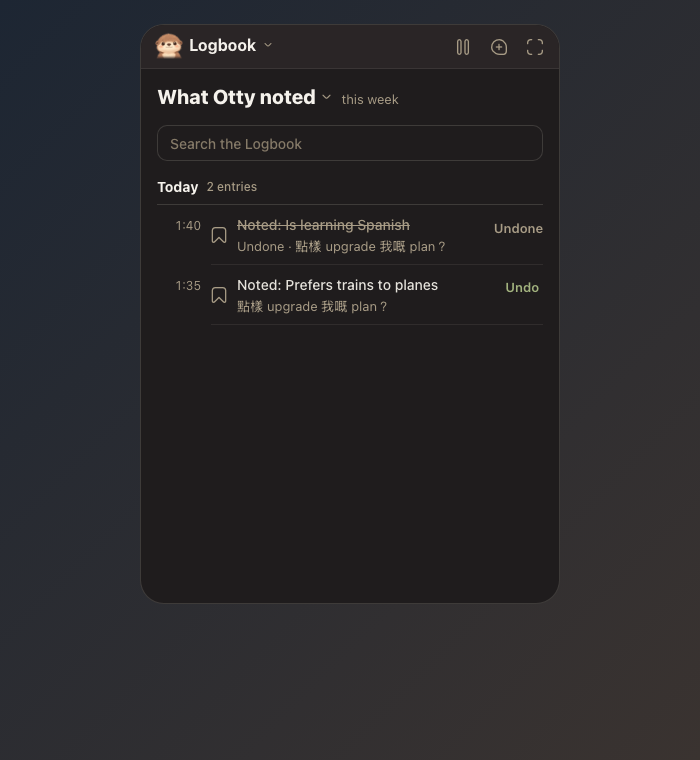 Logbook
What Otty noted this week
Search the Logbook
Today 2 entries
1:40 Noted: Is learning Spanish Undone
Undone · 點樣 upgrade 我嘅 plan ?
1:35 Noted: Prefers trains to planes Undo
點樣 upgrade 我嘅 plan ?